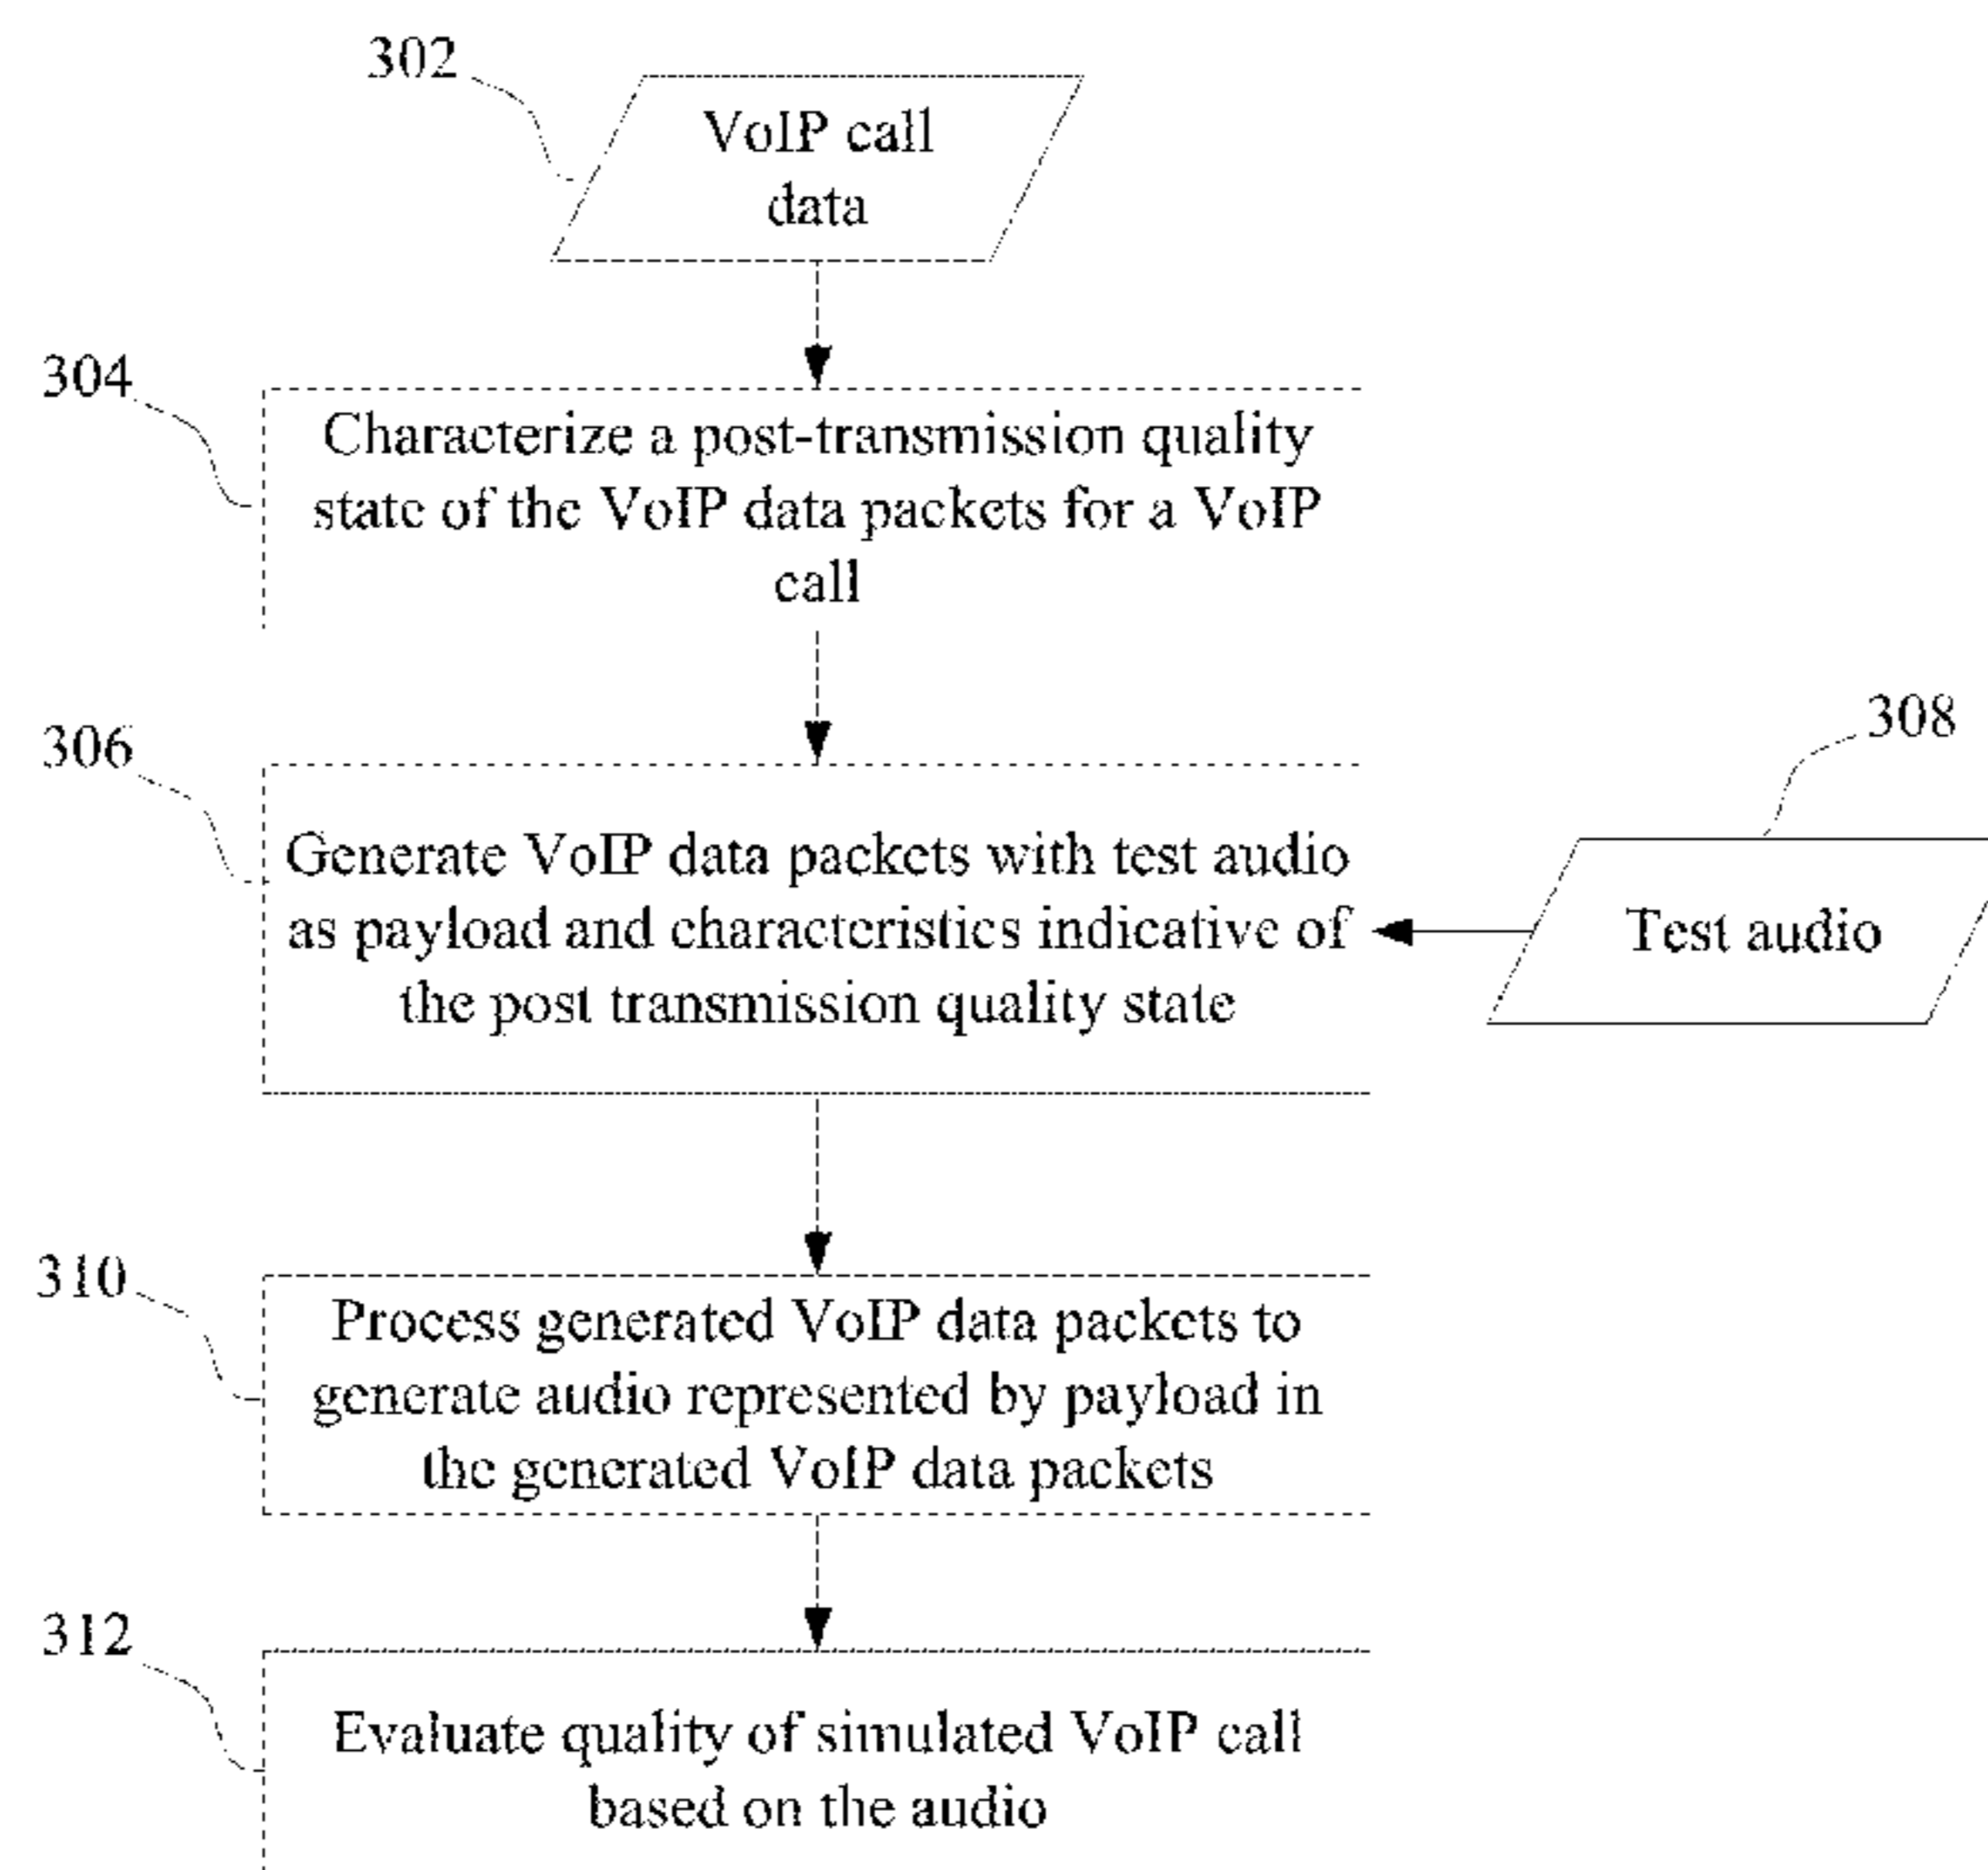 302
VoIP call
data
304
Characterize a post-transmission quality
state of the VoIP data packets for a VoIP
call
306
308
Generate VoIP data packets with test audio
as payload and characteristics indicative of
the post transmission quality state
Test audio
310
Process generated VoIP data packets to
generate audio represented by payload in
the generated VoIP data packets
312
Evaluate quality of simulated VoIP call
based on the audio